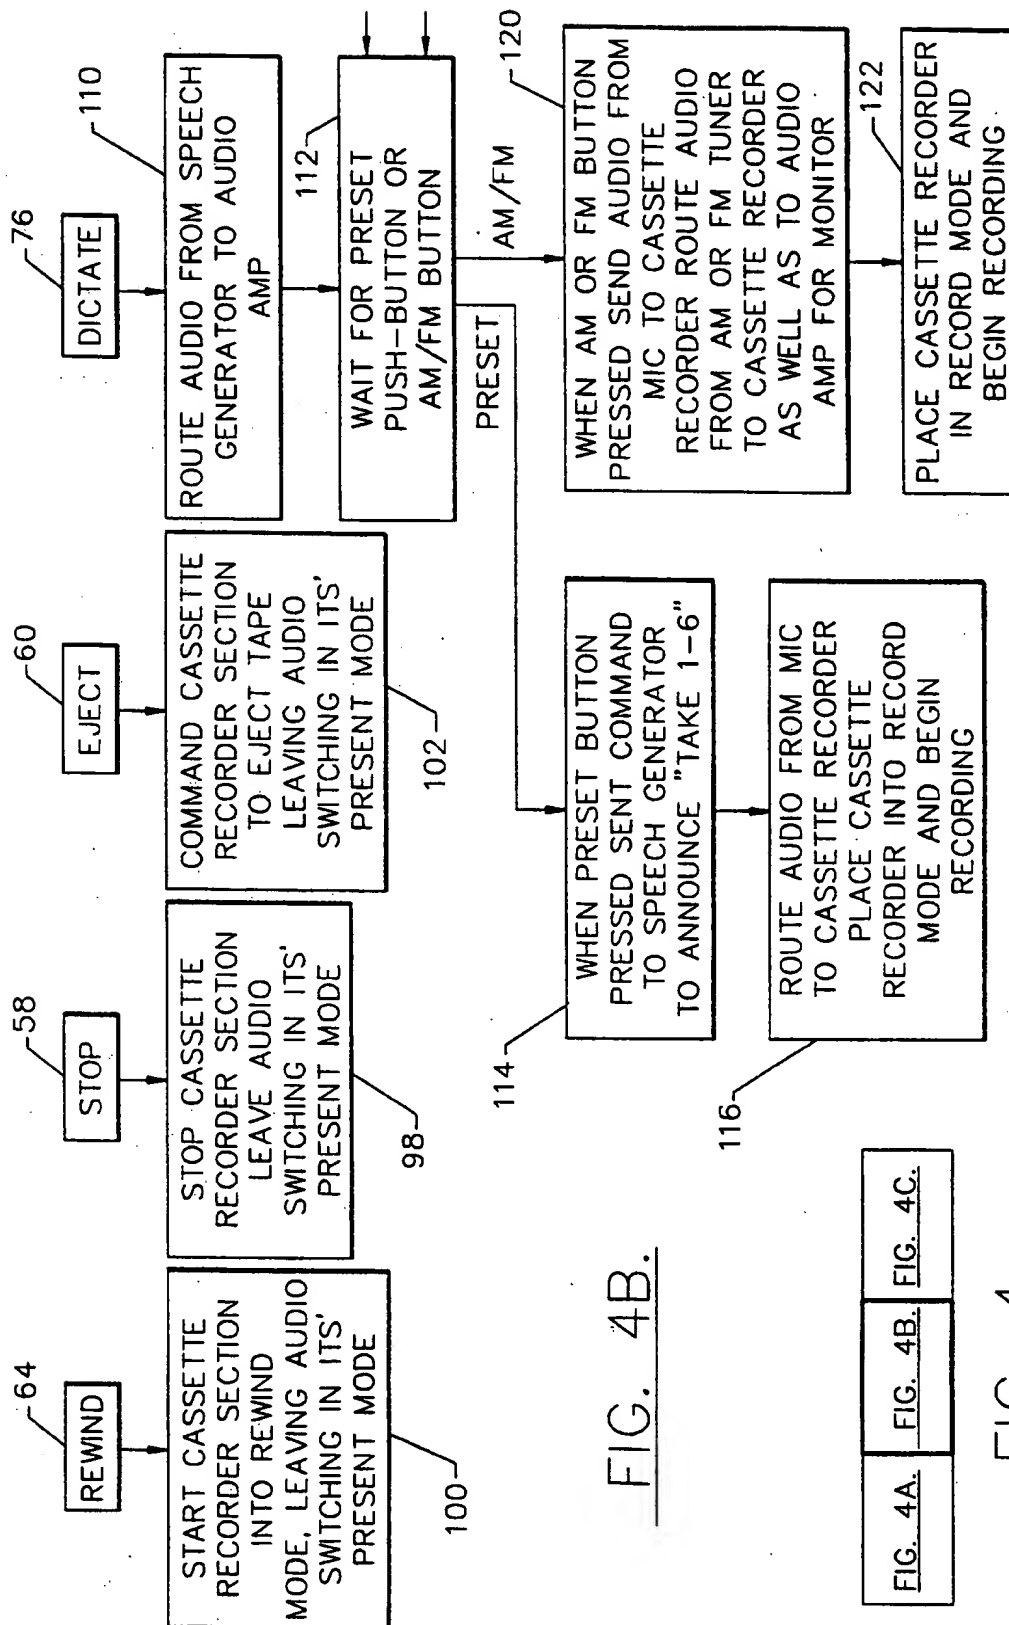 REWIND
64
START CASSETTE
RECORDER SECTION
INTO REWIND
MODE, LEAVING AUDIO
SWITCHING IN ITS'
PRESENT MODE
100
STOP
58
STOP CASSETTE
RECORDER SECTION
LEAVE AUDIO
SWITCHING IN ITS'
PRESENT MODE
98
EJECT
60
COMMAND CASSETTE
RECORDER SECTION
TO EJECT TAPE
LEAVING AUDIO
SWITCHING IN ITS'
PRESENT MODE
102
DICTATE
76
ROUTE AUDIO FROM SPEECH
GENERATOR TO AUDIO
AMP
110
112
WAIT FOR PRESET
PUSH-BUTTON OR
AM/FM BUTTON
PRESET
AM/FM
114
WHEN PRESET BUTTON
PRESSED SENT COMMAND
TO SPEECH GENERATOR
TO ANNOUNCE "TAKE 1-6"
116
ROUTE AUDIO FROM MIC
TO CASSETTE RECORDER
PLACE CASSETTE
RECORDER INTO RECORD
MODE AND BEGIN
RECORDING
120
WHEN AM OR FM BUTTON
PRESSED SEND AUDIO FROM
MIC TO CASSETTE
RECORDER ROUTE AUDIO
FROM AM OR FM TUNER
TO CASSETTE RECORDER
AS WELL AS TO AUDIO
AMP FOR MONITOR
122
PLACE CASSETTE RECORDER
IN RECORD MODE AND
BEGIN RECORDING
FIG. 4B.
FIG. 4A. FIG. 4B. FIG. 4C.